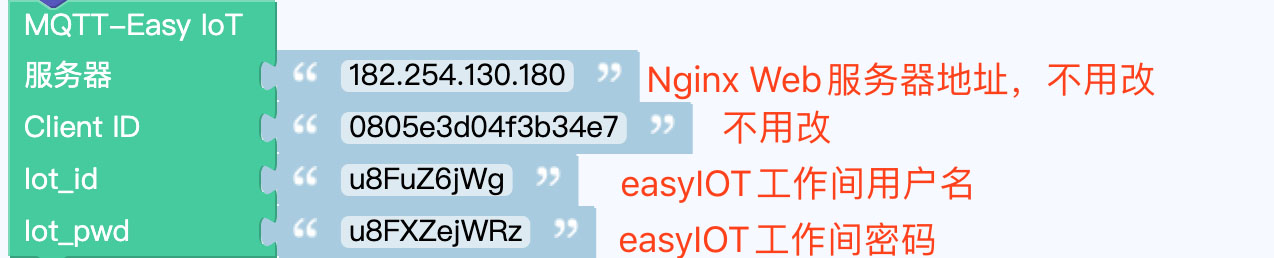 MQTT-Easy IoT
服务器 “ 182.254.130.180 ” Nginx Web服务器地址，不用改
Client ID “ 0805e3d04f3b34e7 ” 不用改
Iot_id “ u8FuZ6jWg ” easyIOT工作间用户名
Iot_pwd “ u8FXZejWRz ” easyIOT工作间密码